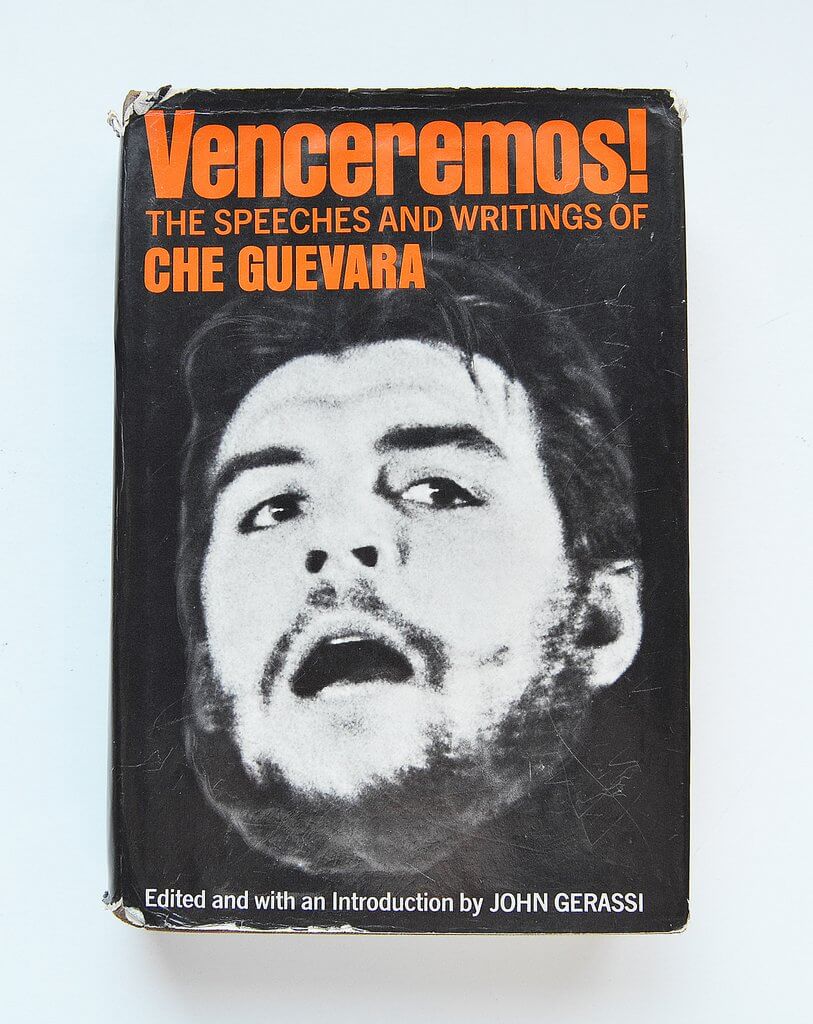 Venceremos!
THE SPEECHES AND WRITINGS OF
CHE GUEVARA
Edited and with an Introduction by JOHN GERASSI